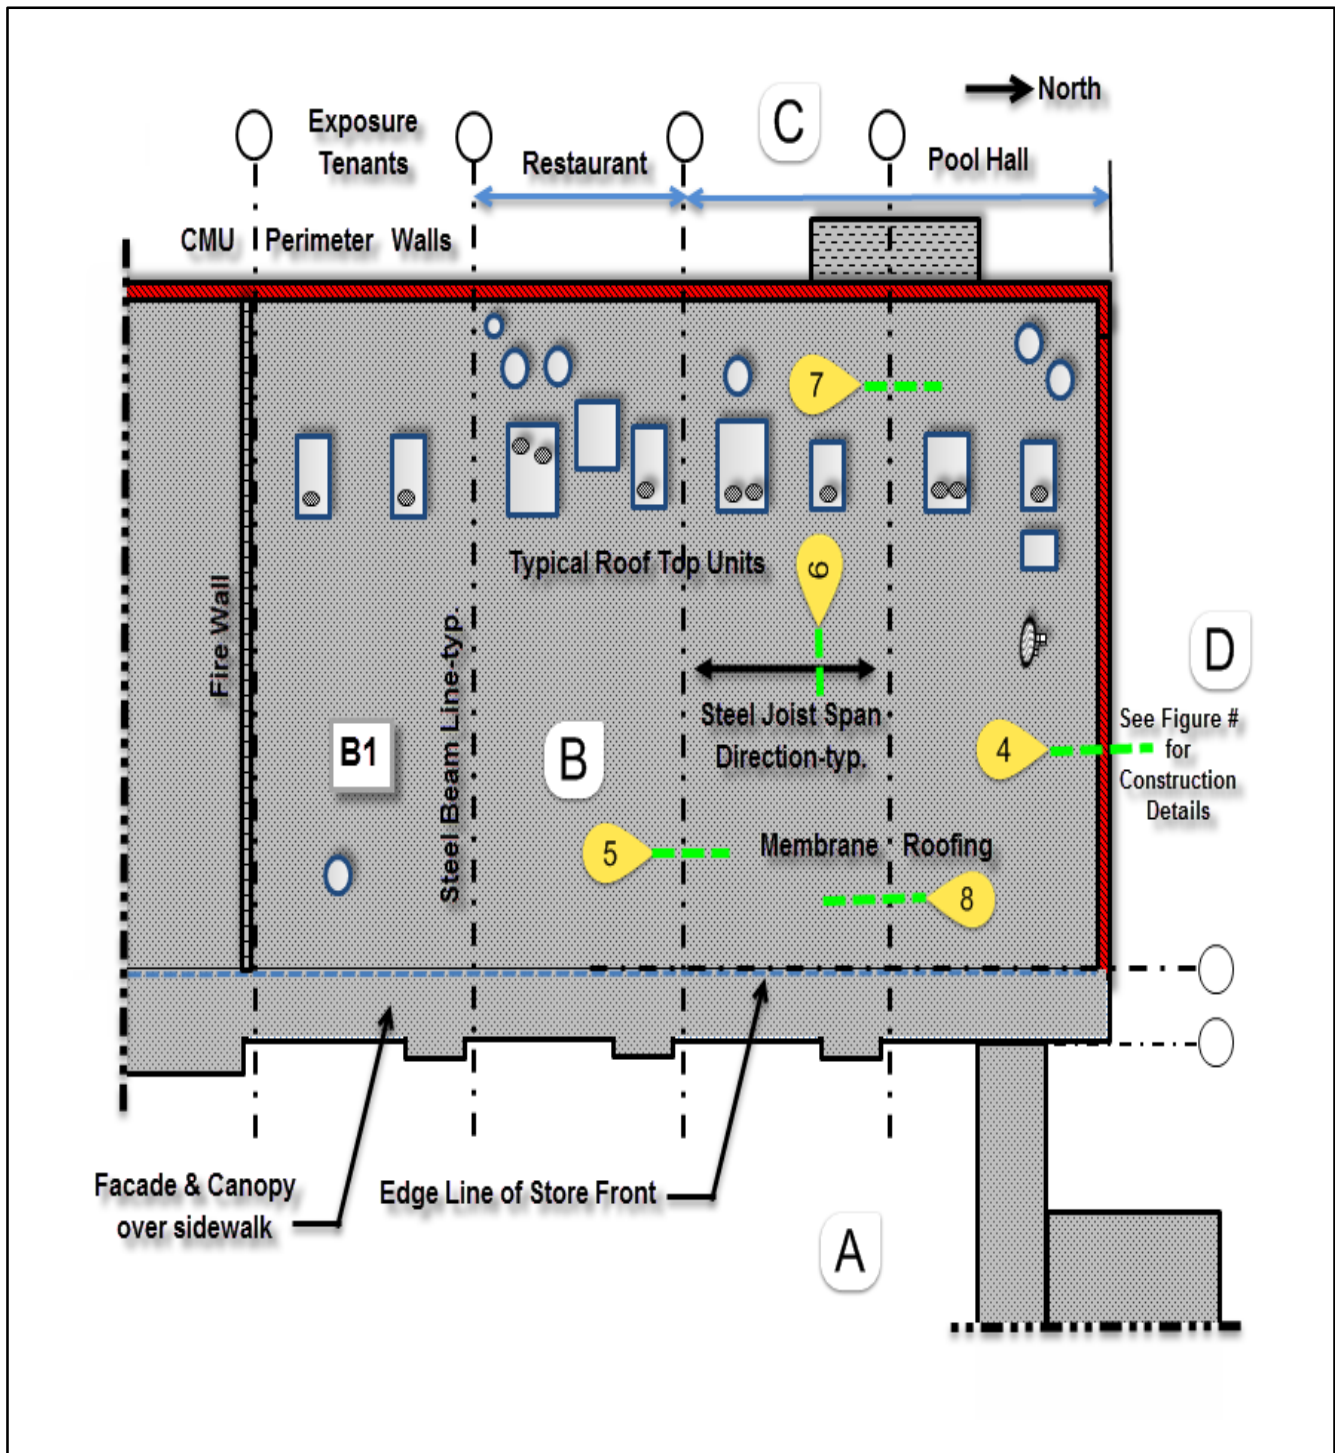 North
C
Exposure
Tenants
Restaurant
Pool Hall
CMU Perimeter Walls
7
Typical Roof Top Units
6
Fire Wall
Steel Beam Line-typ.
D
Steel Joist Span
Direction-typ.
See Figure #
for
Construction
Details
4
B1
B
5
Membrane Roofing
8
Facade & Canopy
over sidewalk
Edge Line of Store Front
A